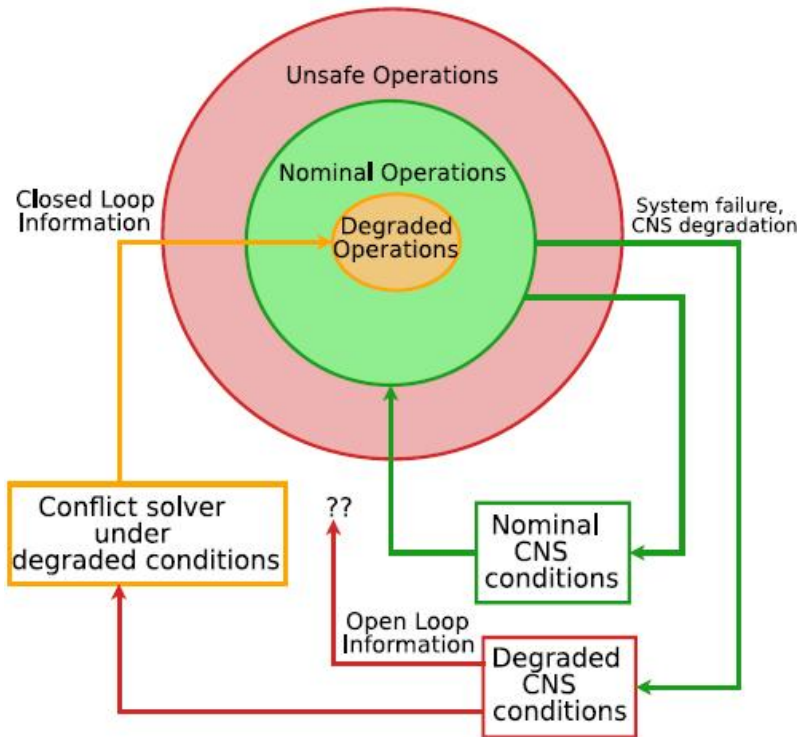 Unsafe Operations
Nominal Operations
Degraded
Operations
Closed Loop
Information
System failure,
CNS degradation
Conflict solver
under
degraded conditions
??
Nominal
CNS
conditions
Open Loop
Information
Degraded
CNS
conditions